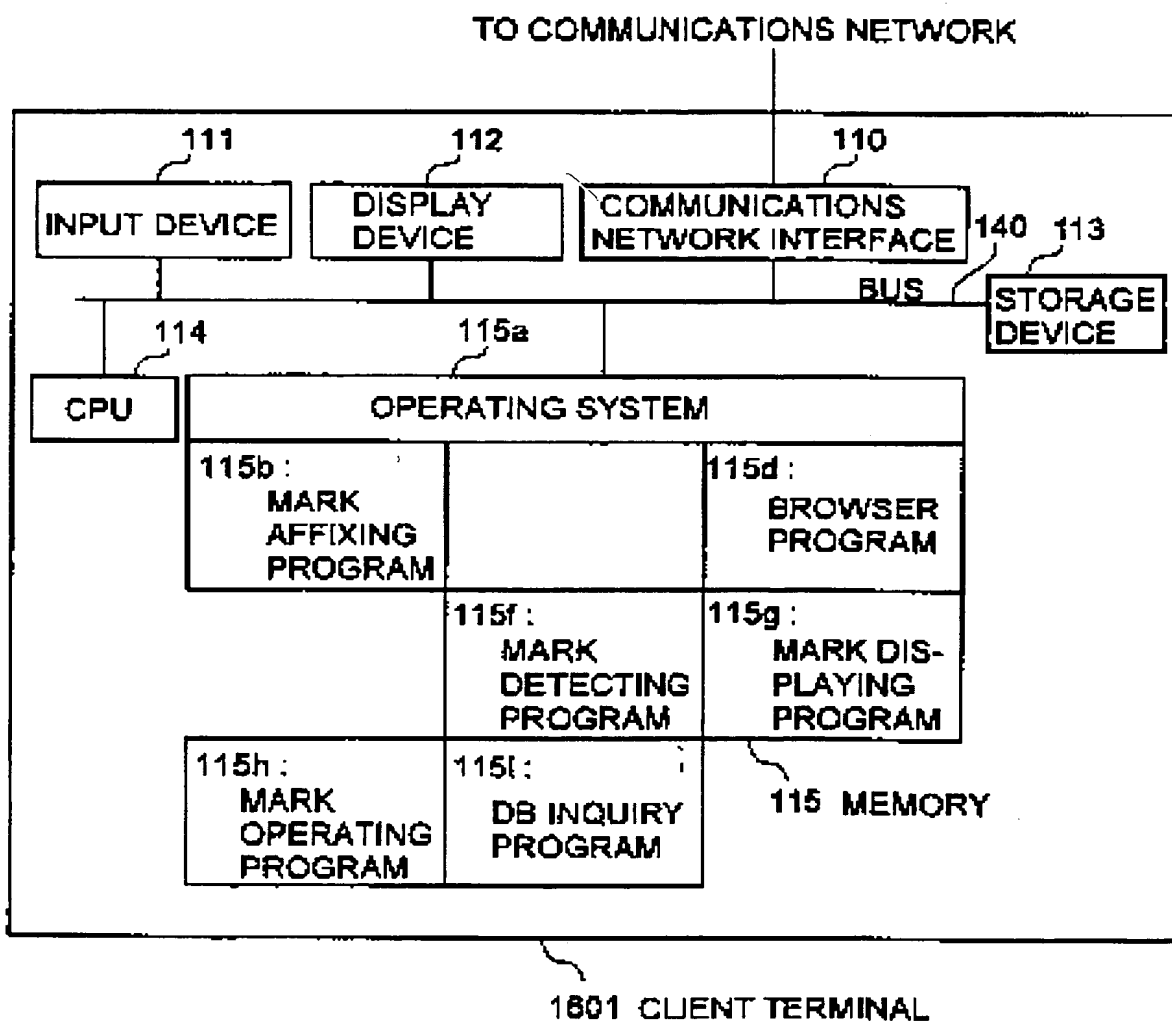 TO COMMUNICATIONS NETWORK
111
112
110
INPUT DEVICE
DISPLAY
DEVICE
COMMUNICATIONS
NETWORK INTERFACE
140
113
BUS
STORAGE
DEVICE
114
115a
CPU
OPERATING SYSTEM
115b :
MARK
AFFIXING
PROGRAM
115d :
BROWSER
PROGRAM
115f :
MARK
DETECTING
PROGRAM
115g :
MARK DIS-
PLAYING
PROGRAM
115h :
MARK
OPERATING
PROGRAM
115i :
DB INQUIRY
PROGRAM
115 MEMORY
1601 CLIENT TERMINAL